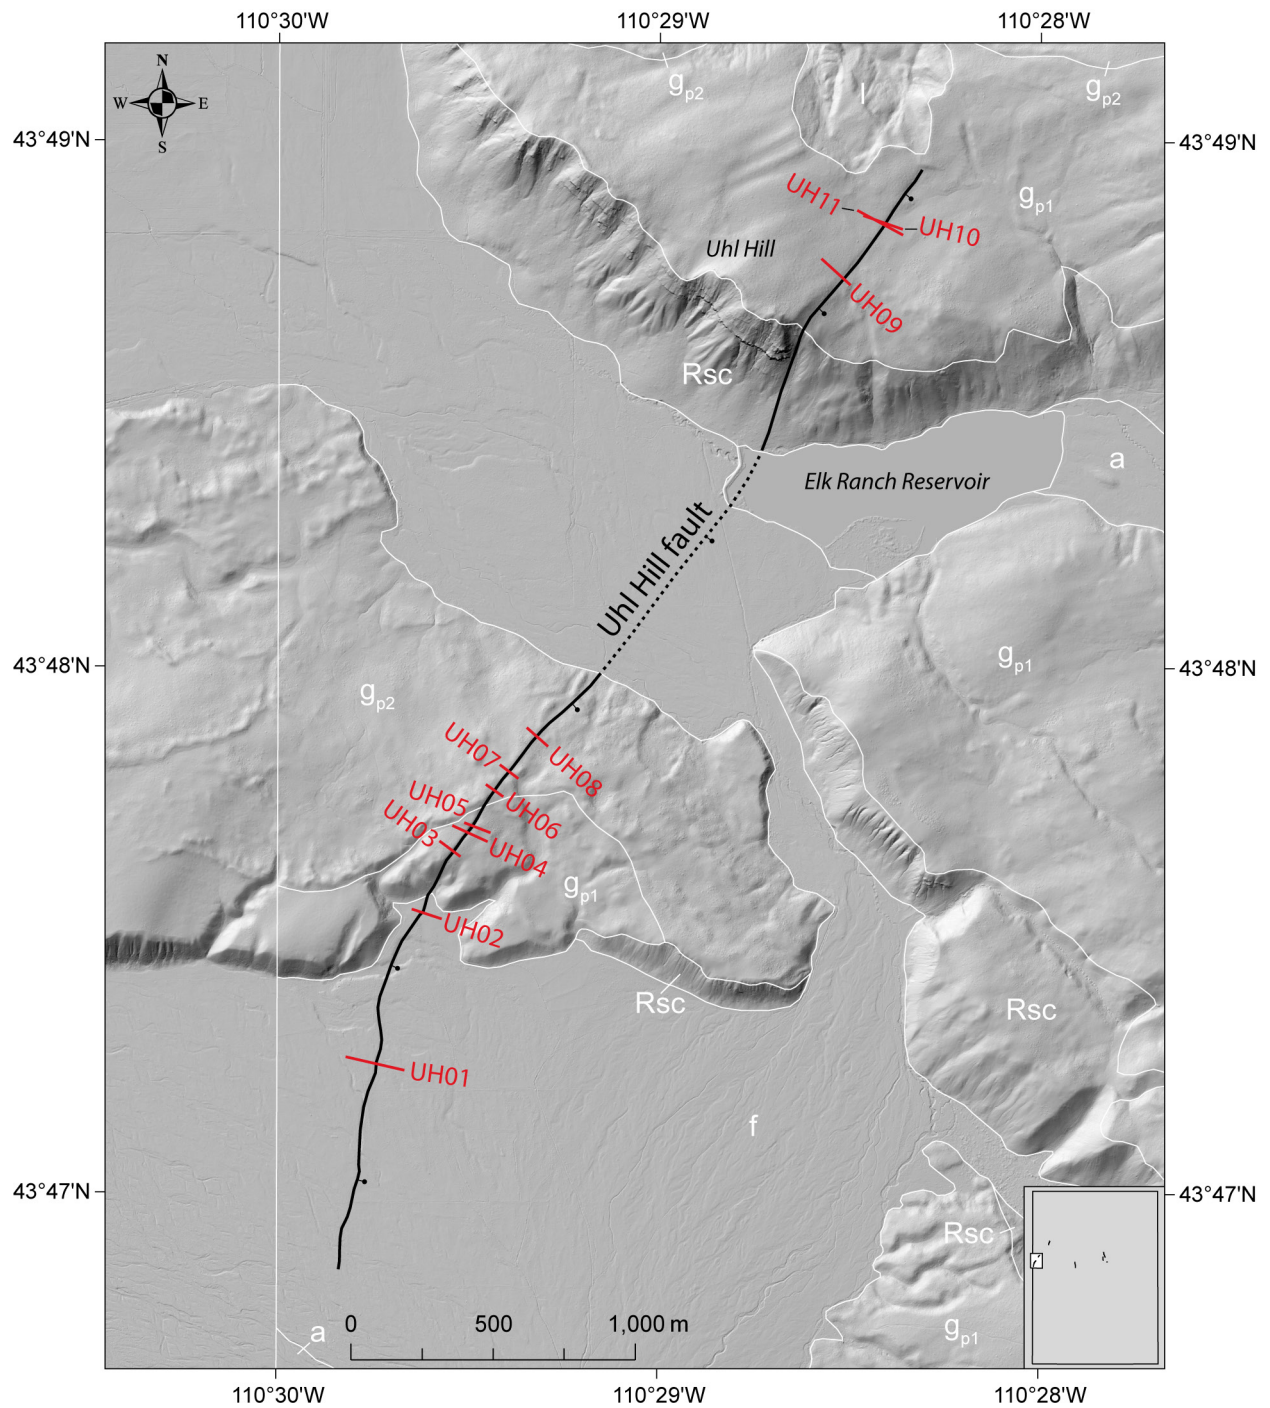 110°30'W 110°29'W 110°28'W
N
W E
S
43°49'N 43°49'N
gp2
l
gp2
gp1
UH11
UH10
Uhl Hill
UH09
Rsc
a
Elk Ranch Reservoir
Uhl Hill fault
gp1
43°48'N 43°48'N
gp2
UH07
UH08
UH05
UH06
UH03
UH04
gp1
UH02
Rsc
Rsc
UH01
f
43°47'N 43°47'N
Rsc
gp1
a
0 500 1,000 m
110°30'W 110°29'W 110°28'W